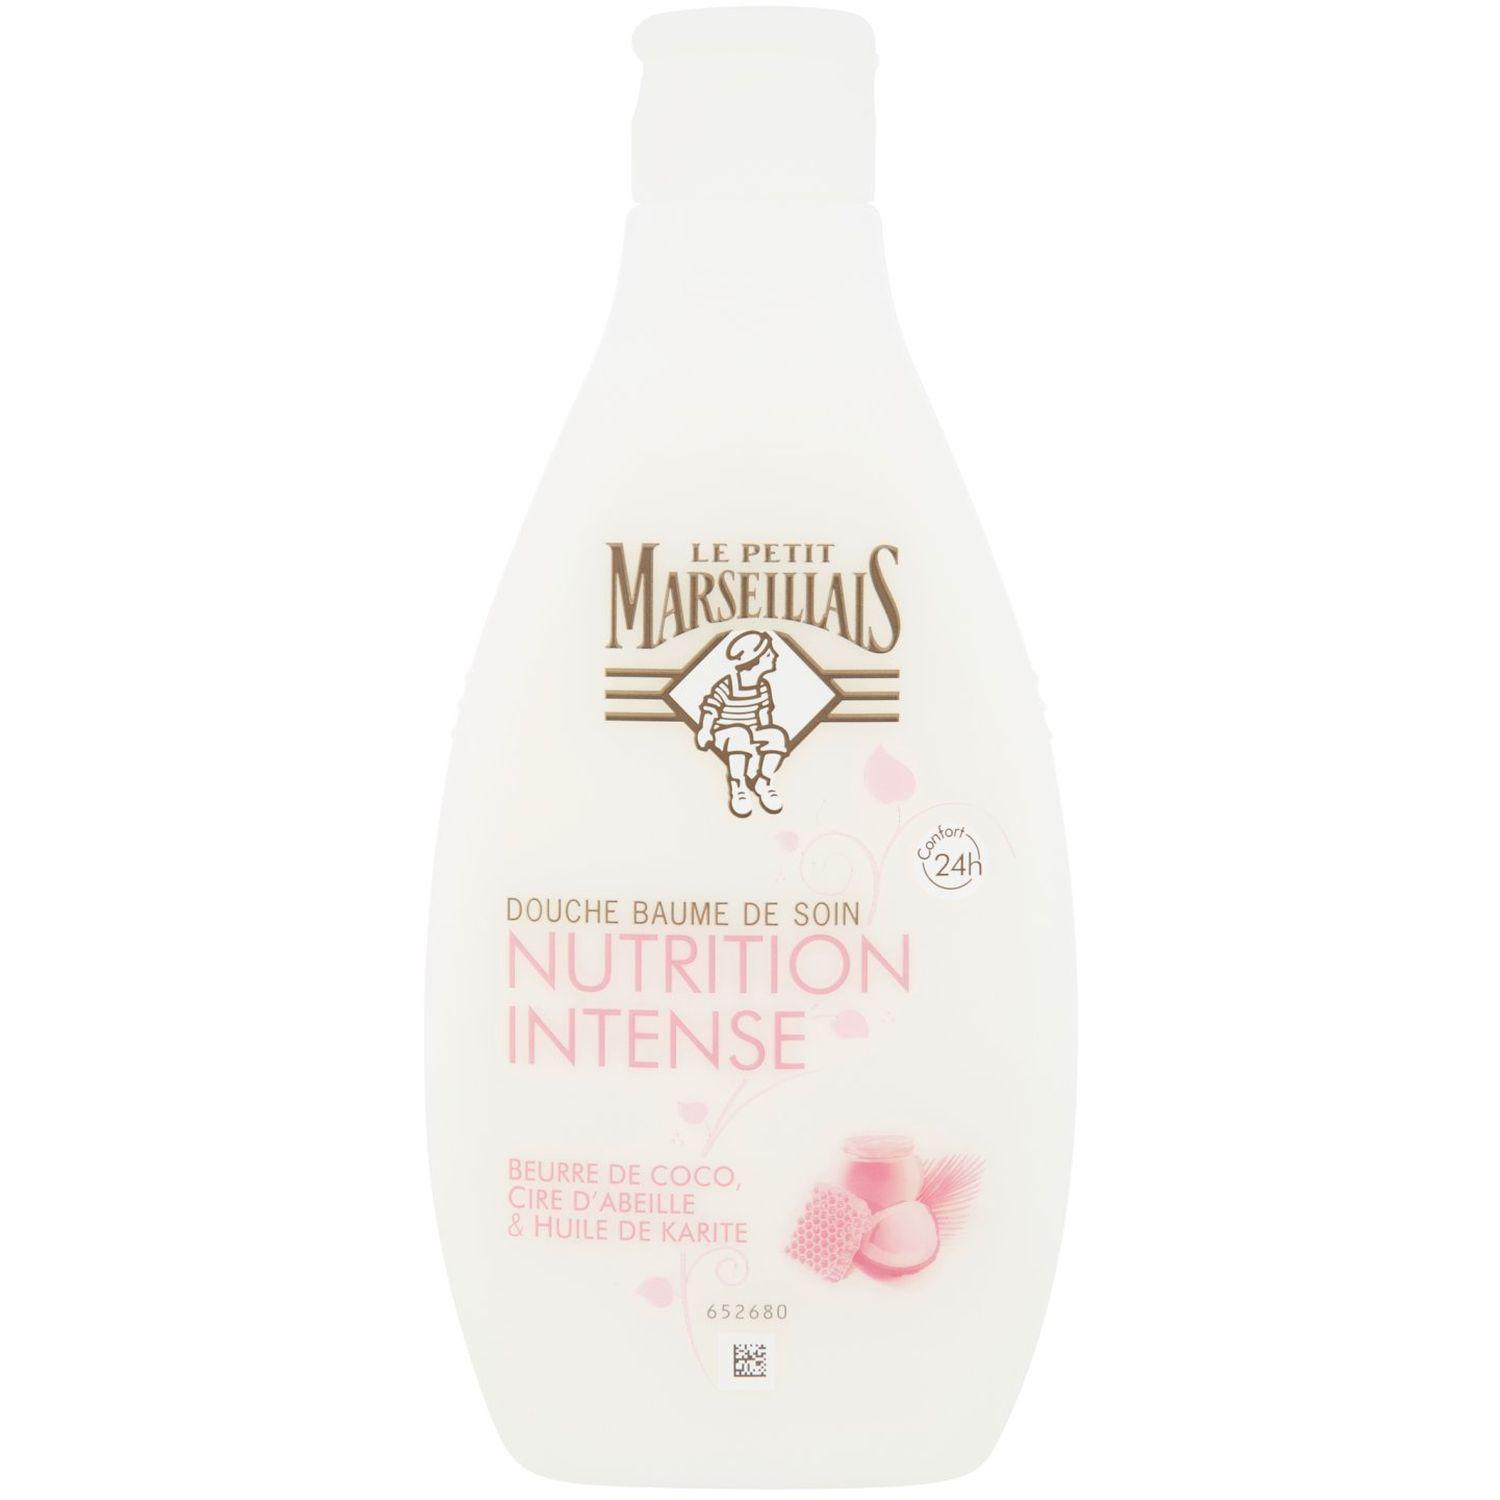 LE PETIT
MARSEILLAIS
Confort
24h
DOUCHE BAUME DE SOIN
NUTRITION
INTENSE
BEURRE DE COCO,
CIRE D'ABEILLE
& HUILE DE KARITE
652680